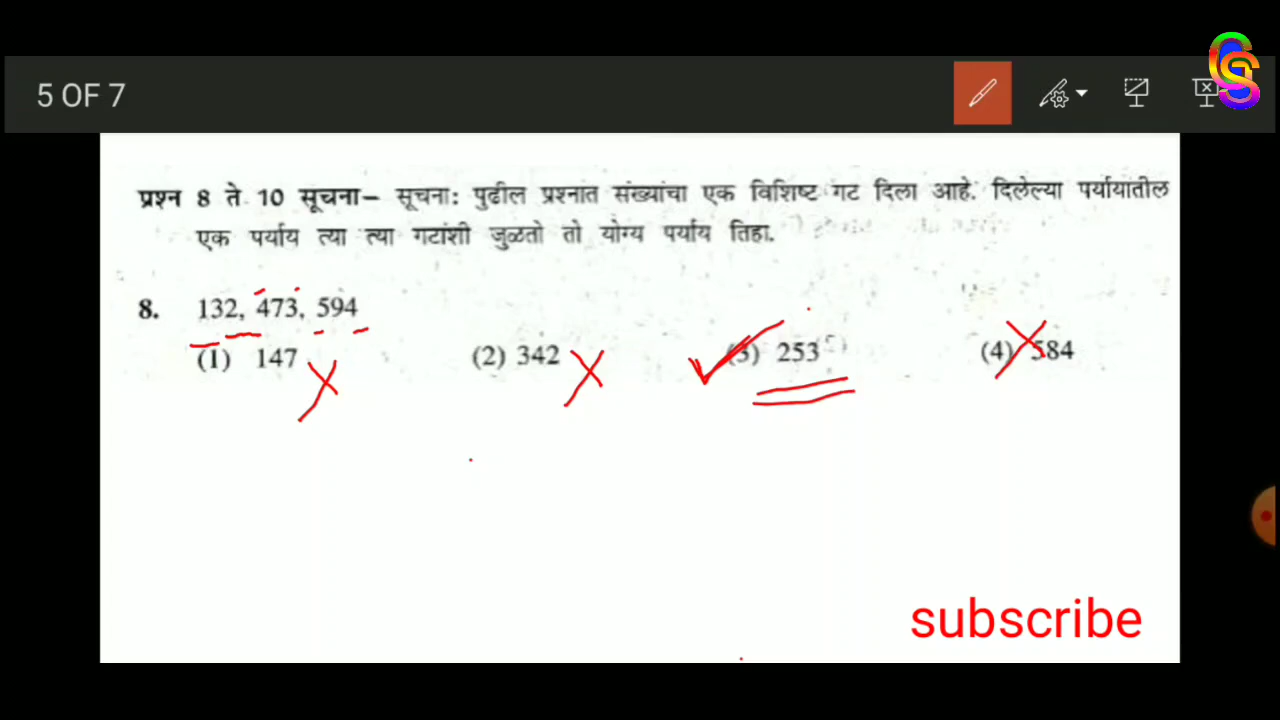 5 OF 7
प्रश्न 8 ते 10 सूचना– सूचना: पुढील प्रश्नात संख्यांचा एक विशिष्ट गट दिला आहे. दिलेल्या पर्यायातील
एक पर्याय त्या त्या गटांशी जुळतो तो योग्य पर्याय लिहा.
8. 132, 473, 594
(1) 147 (2) 342 (3) 253 (4) 584
subscribe